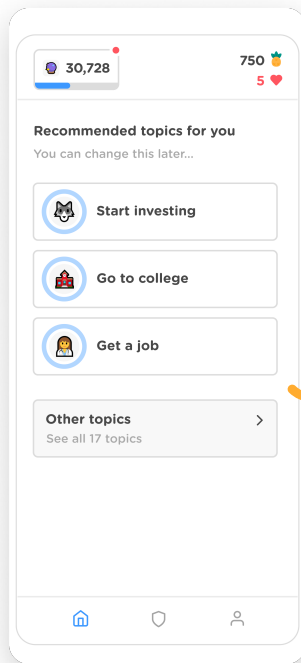 30,728
750
5
Recommended topics for you
You can change this later...
Start investing
Go to college
Get a job
Other topics
See all 17 topics